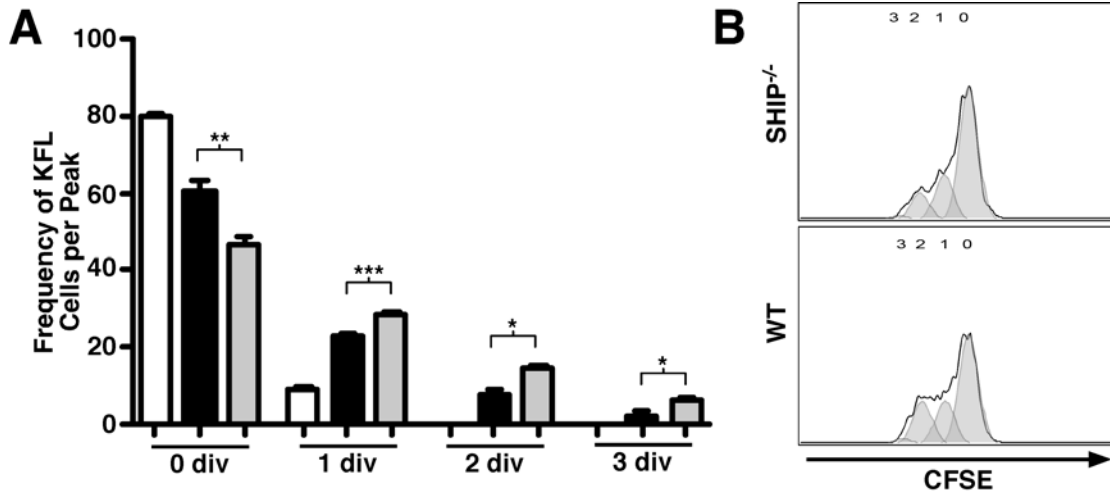 A
Frequency of KFL
Cells per Peak
100
80
60
40
20
0
**
***
*
*
0 div
1 div
2 div
3 div
B
SHIP-/-
3 2 1 0
WT
3 2 1 0
CFSE